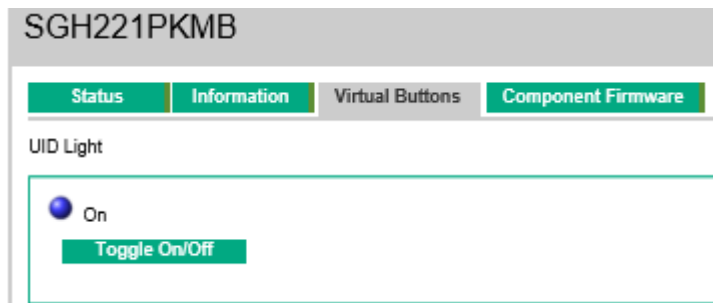 SGH221PKMB
Status Information Virtual Buttons Component Firmware
UID Light
On
Toggle On/Off